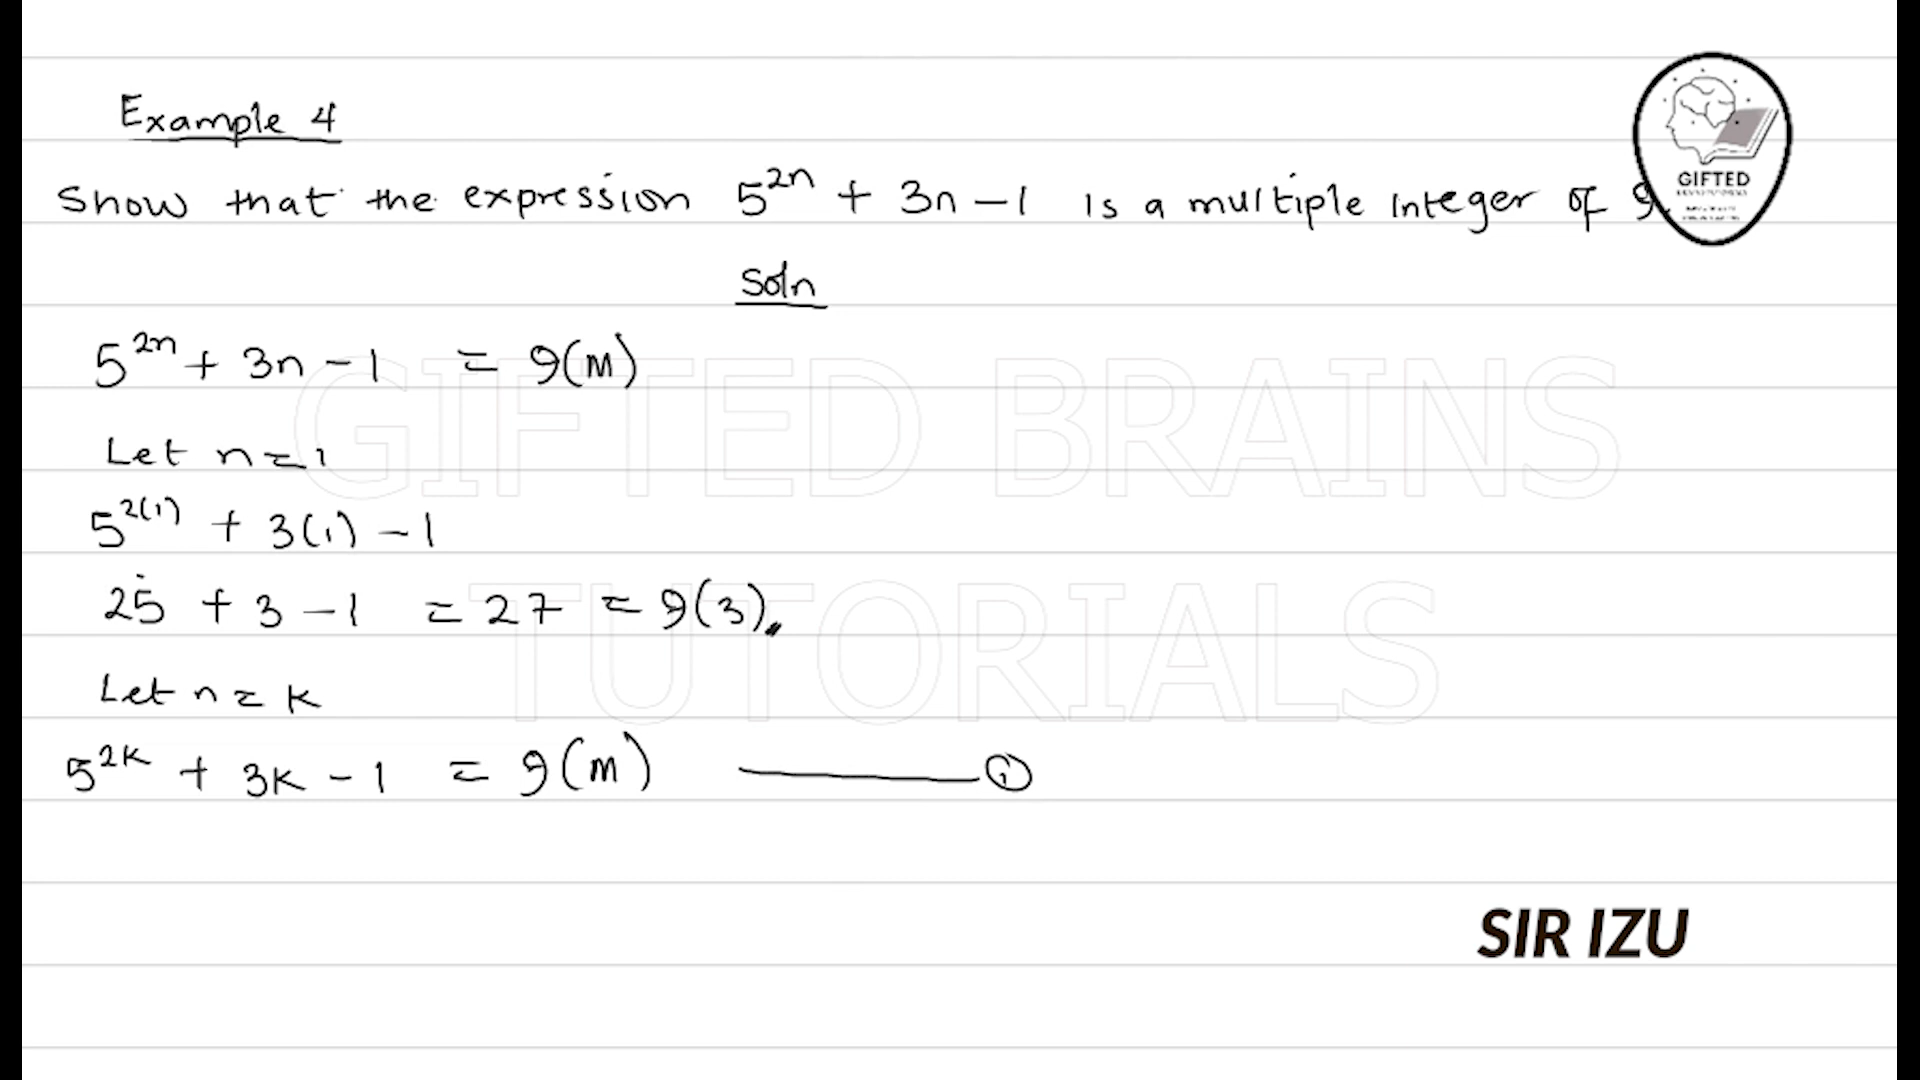 Example 4
Show that the expression 5^{2n} + 3n - 1 is a multiple integer of 9
GIFTED
Soln
5^{2n} + 3n - 1 = 9(m)
GIFTED BRAINS
Let n = 1
5^{2(1)} + 3(1) - 1
25 + 3 - 1 = 27 = 9(3).
TUTORIALS
Let n = k
5^{2k} + 3k - 1 = 9(m) ——— ①
SIR IZU